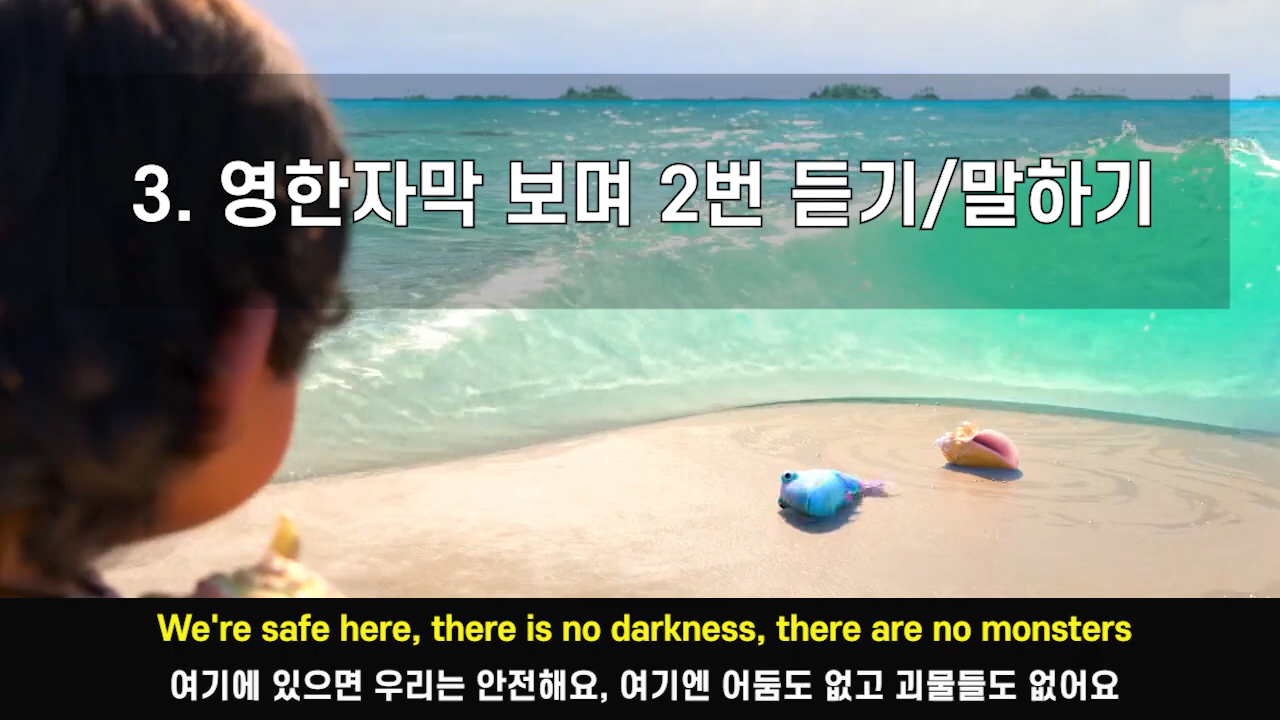 3. 영한자막 보며 2번 듣기/말하기
We're safe here, there is no darkness, there are no monsters
여기에 있으면 우리는 안전해요, 여기엔 어둠도 없고 괴물들도 없어요